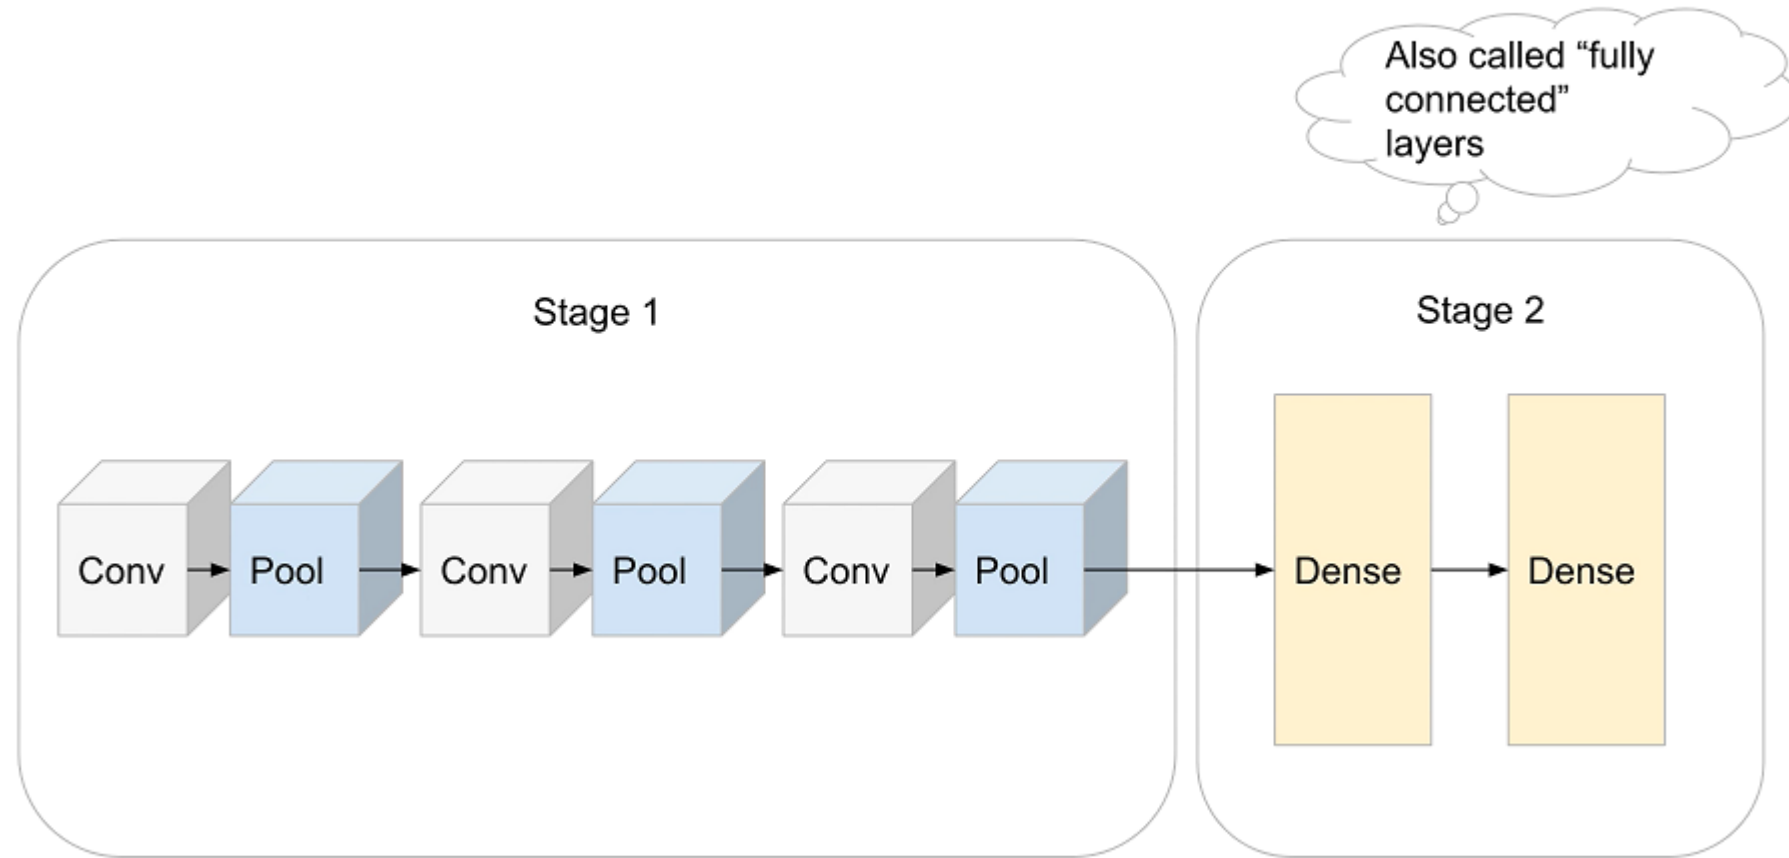 Also called “fully
connected”
layers
Stage 1
Stage 2
Conv
Pool
Conv
Pool
Conv
Pool
Dense
Dense